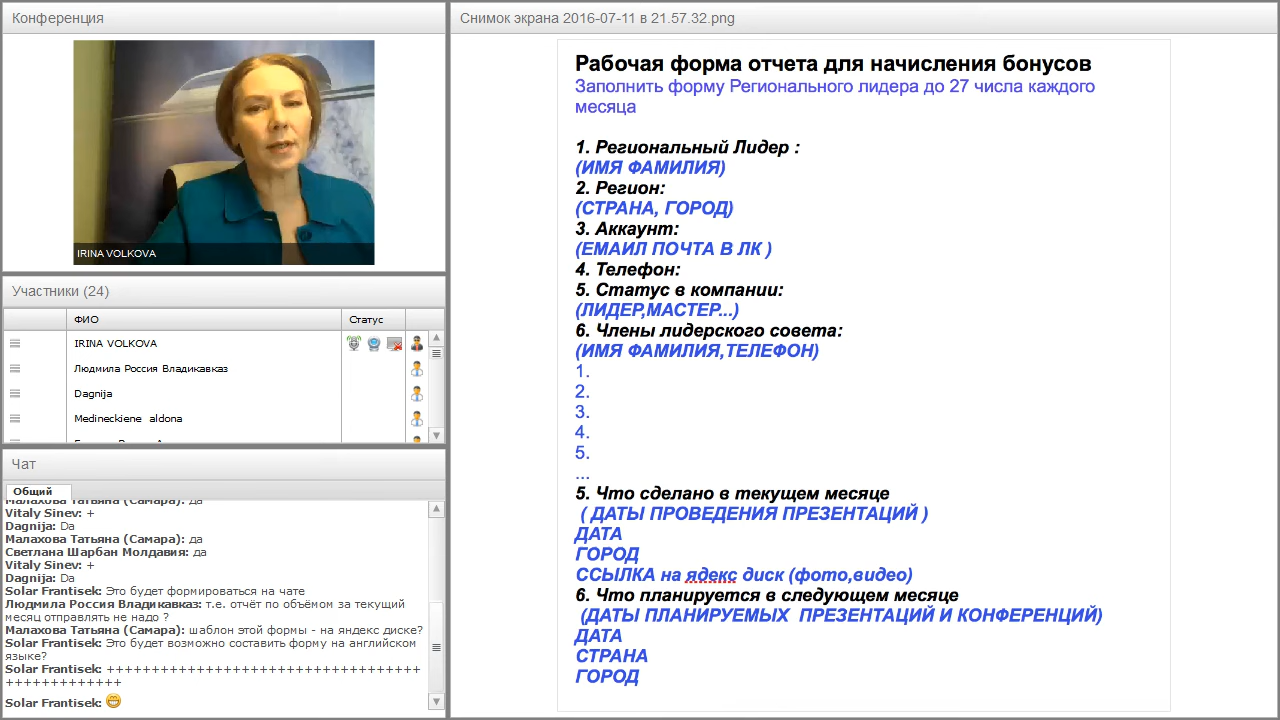 Конференция
IRINA VOLKOVA
Участники (24)
ФИО
Статус
IRINA VOLKOVA
Людмила Россия Владикавказ
Dagnija
Medineckiene aldona
Чат
Общий
Малахова Татьяна (Самара): да
Vitaly Sinev: +
Dagnija: Da
Малахова Татьяна (Самара): да
Светлана Шарбан Молдавия: да
Vitaly Sinev: +
Dagnija: Da
Solar Frantisek: Это будет формироваться на чате
Людмила Россия Владикавказ: т.е. отчёт по объёмом за текущий
месяц отправлять не надо ?
Малахова Татьяна (Самара): шаблон этой формы - на яндекс диске?
Solar Frantisek: Это будет возможно составить форму на английском
языке?
Solar Frantisek: +++++++++++++++++++++++++++++++++++++
+++++++++++++
Solar Frantisek:
Снимок экрана 2016-07-11 в 21.57.32.png
Рабочая форма отчета для начисления бонусов
Заполнить форму Регионального лидера до 27 числа каждого
месяца
1. Региональный Лидер :
(ИМЯ ФАМИЛИЯ)
2. Регион:
(СТРАНА, ГОРОД)
3. Аккаунт:
(ЕМАИЛ ПОЧТА В ЛК )
4. Телефон:
5. Статус в компании:
(ЛИДЕР,МАСТЕР...)
6. Члены лидерского совета:
(ИМЯ ФАМИЛИЯ,ТЕЛЕФОН)
1.
2.
3.
4.
5.
...
5. Что сделано в текущем месяце
( ДАТЫ ПРОВЕДЕНИЯ ПРЕЗЕНТАЦИЙ )
ДАТА
ГОРОД
ССЫЛКА на ядекс диск (фото,видео)
6. Что планируется в следующем месяце
(ДАТЫ ПЛАНИРУЕМЫХ ПРЕЗЕНТАЦИЙ И КОНФЕРЕНЦИЙ)
ДАТА
СТРАНА
ГОРОД